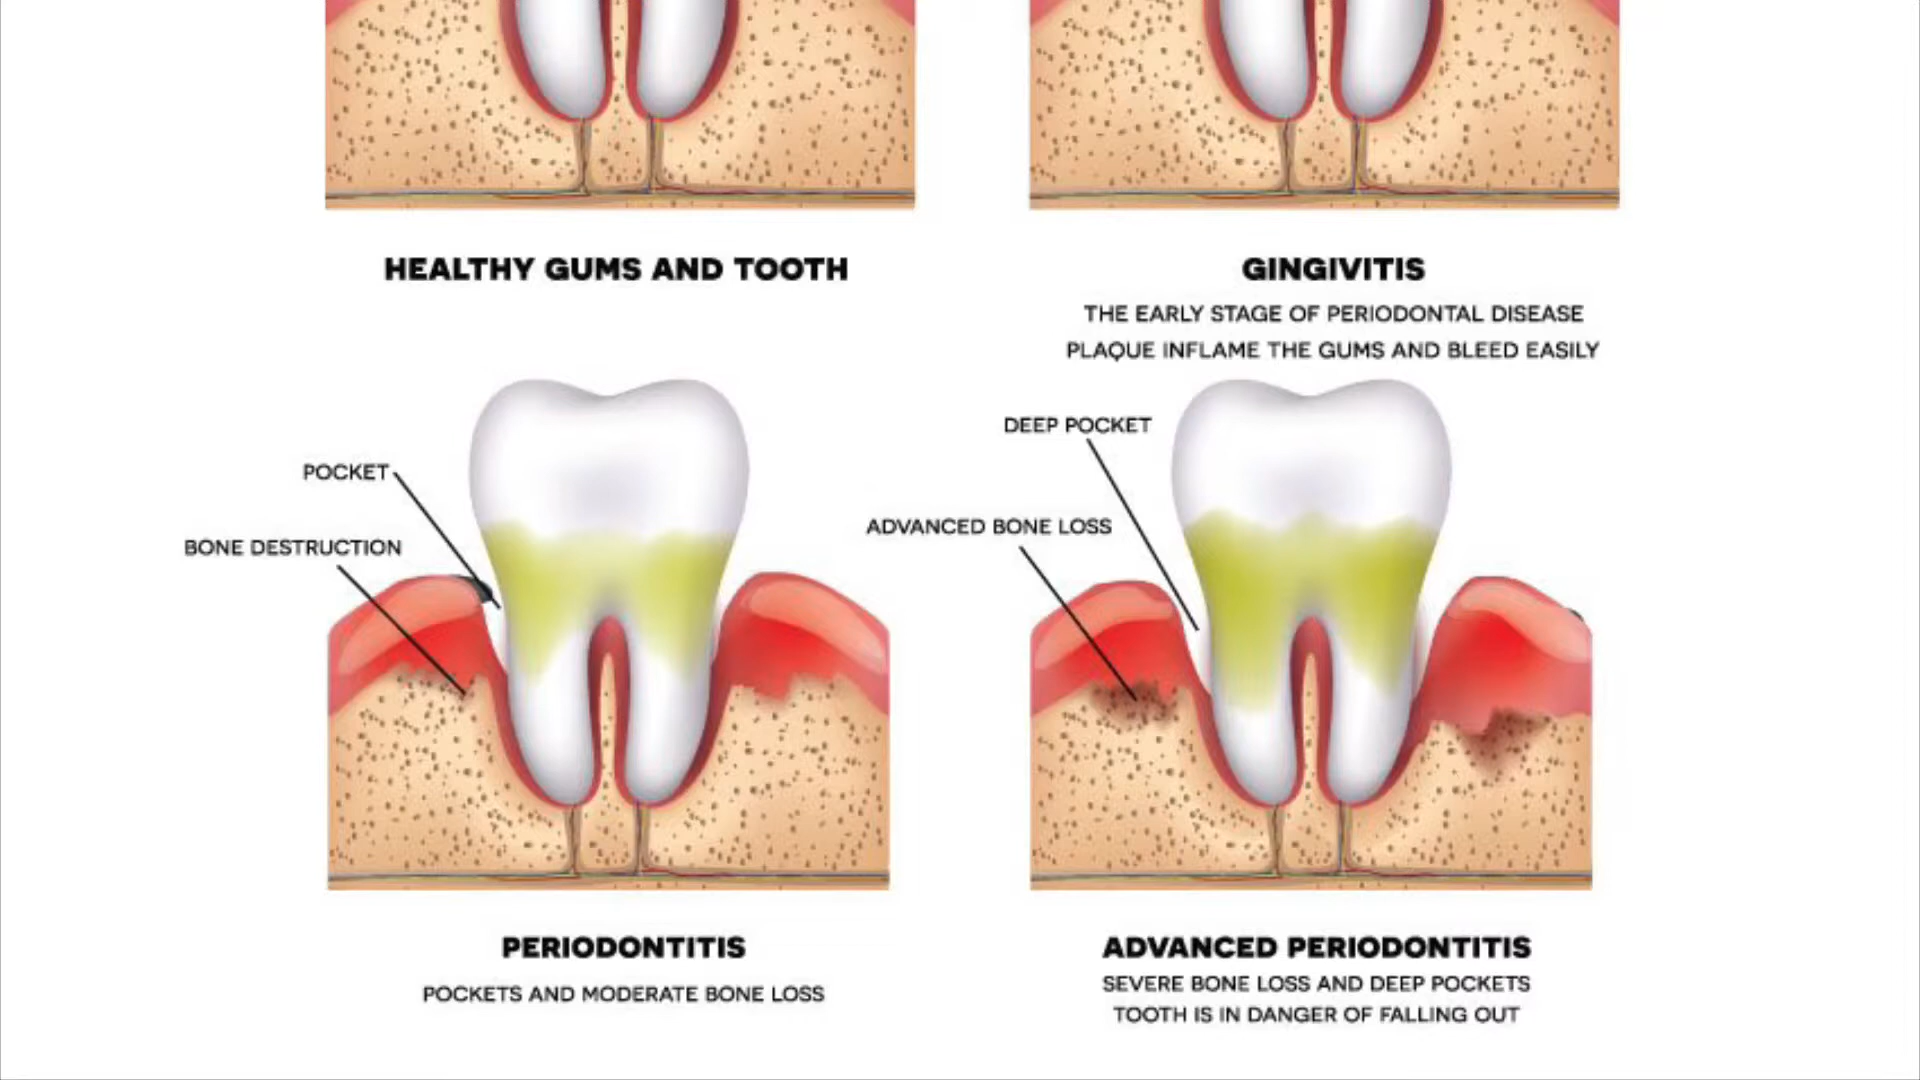 HEALTHY GUMS AND TOOTH
GINGIVITIS
THE EARLY STAGE OF PERIODONTAL DISEASE
PLAQUE INFLAME THE GUMS AND BLEED EASILY
POCKET
BONE DESTRUCTION
DEEP POCKET
ADVANCED BONE LOSS
PERIODONTITIS
POCKETS AND MODERATE BONE LOSS
ADVANCED PERIODONTITIS
SEVERE BONE LOSS AND DEEP POCKETS
TOOTH IS IN DANGER OF FALLING OUT